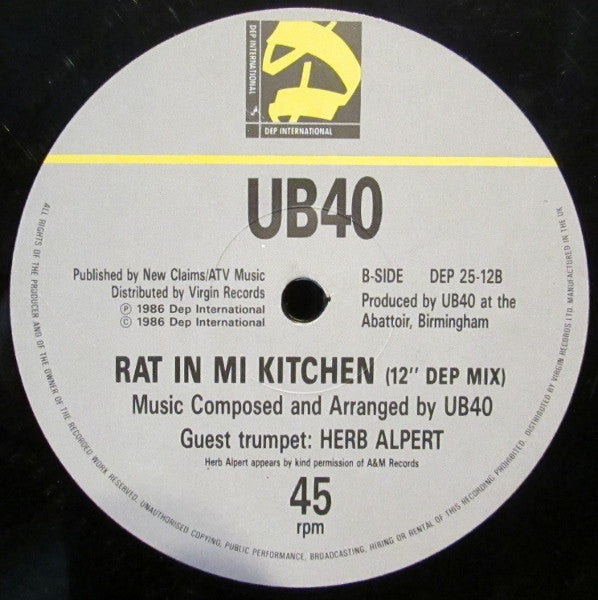 DEP INTERNATIONAL
DEP INTERNATIONAL
UB40
Published by New Claims/ATV Music
Distributed by Virgin Records
Ⓟ 1986 Dep International
© 1986 Dep International
B-SIDE DEP 25-12B
Produced by UB40 at the
Abattoir, Birmingham
RAT IN MI KITCHEN (12" DEP MIX)
Music Composed and Arranged by UB40
Guest trumpet: HERB ALPERT
Herb Alpert appears by kind permission of A&M Records
45
rpm
ALL RIGHTS OF THE PRODUCER AND OF THE OWNER OF THE RECORDED WORK RESERVED. UNAUTHORISED COPYING, PUBLIC PERFORMANCE, BROADCASTING, HIRING OR RENTAL OF THIS RECORDING PROHIBITED. DISTRIBUTED BY VIRGIN RECORDS LTD. MANUFACTURED IN THE UK